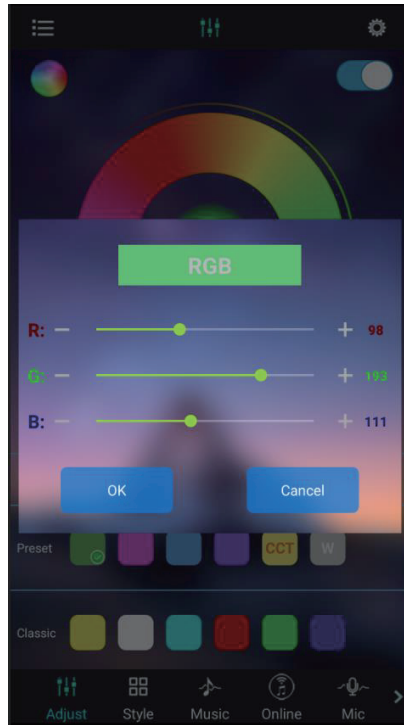 RGB
R: − + 98
G: − + 193
B: − + 111
OK Cancel
Preset CCT W
Classic
Adjust Style Music Online Mic